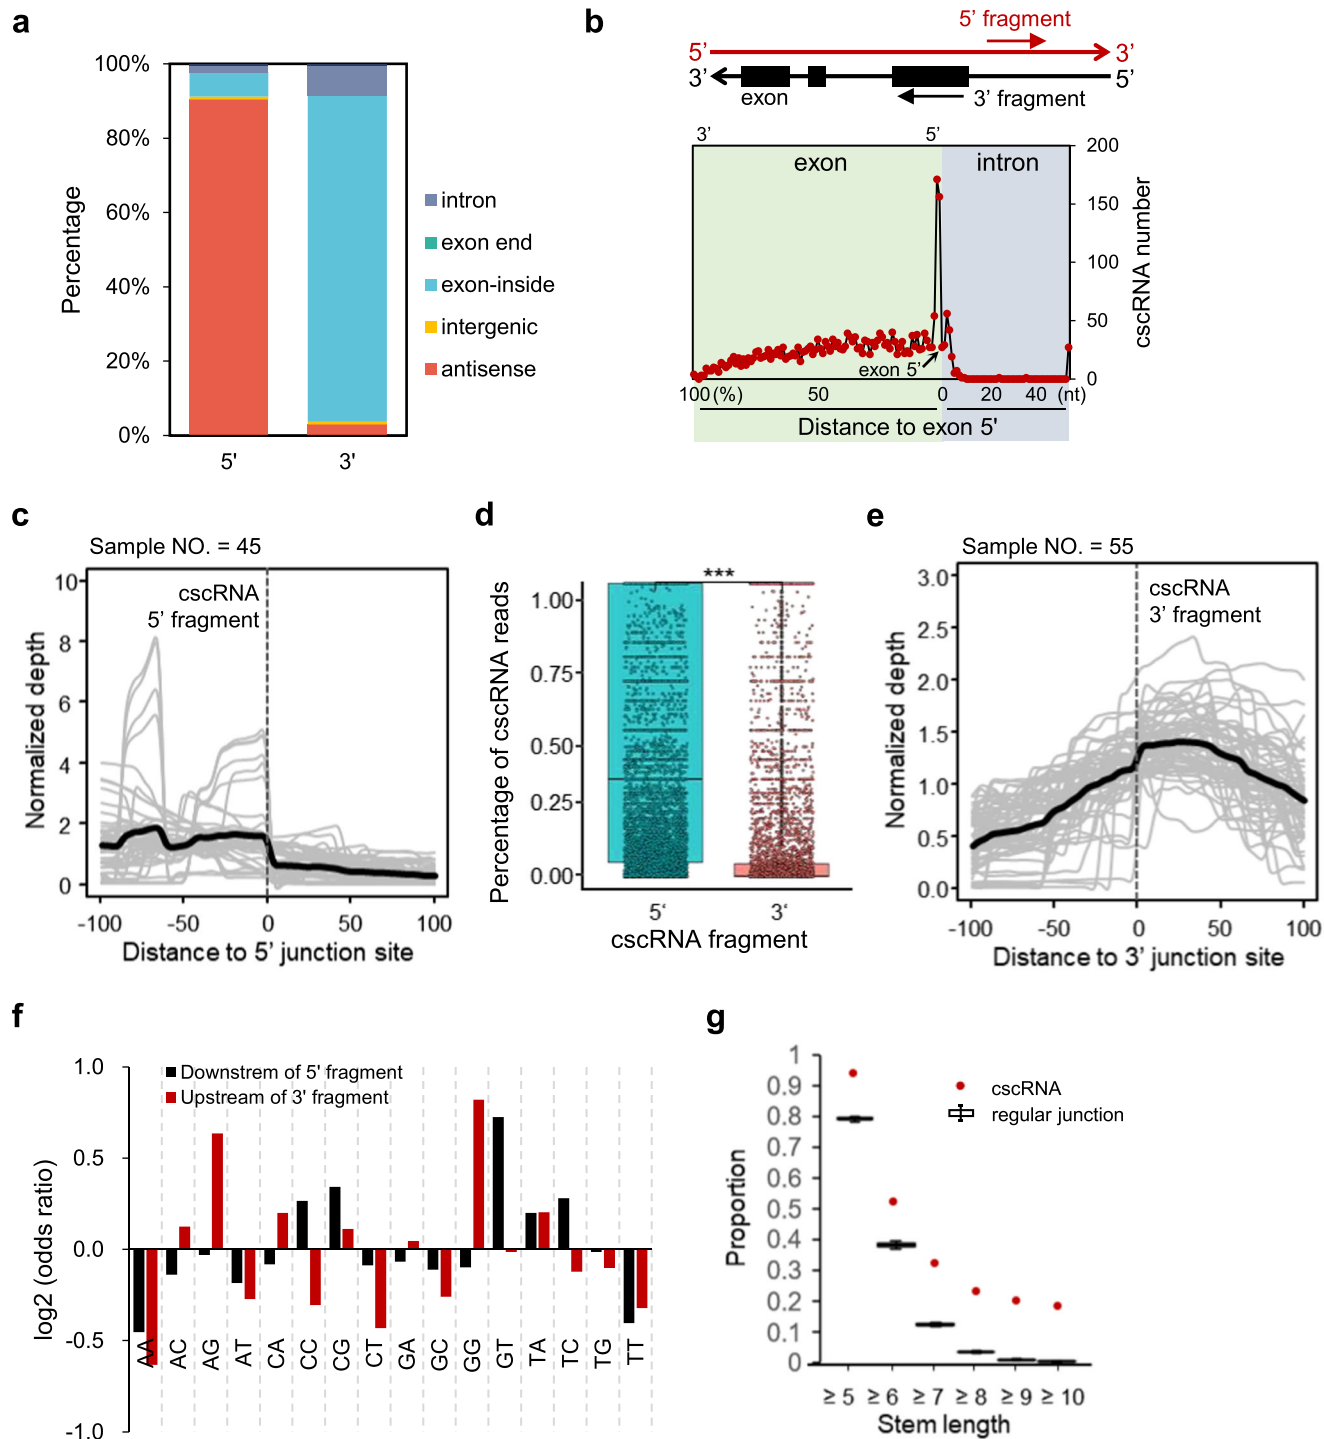 a
100%
80%
60%
40%
20%
0%
Percentage
5'
3'
intron
exon end
exon-inside
intergenic
antisense
b
5’ fragment
5’
3’
3’
5’
exon
3’ fragment
3’
5’
exon
intron
200
150
100
50
0
cscRNA number
exon 5’
100 (%)
50
0
20
40
(nt)
Distance to exon 5'
c
Sample NO. = 45
10
8
6
4
2
0
Normalized depth
cscRNA
5’ fragment
-100
-50
0
50
100
Distance to 5’ junction site
d
***
1.00
0.75
0.50
0.25
0.00
Percentage of cscRNA reads
5‘
3‘
cscRNA fragment
e
Sample NO. = 55
3.0
2.5
2.0
1.5
1.0
0.5
0.0
Normalized depth
cscRNA
3’ fragment
-100
-50
0
50
100
Distance to 3’ junction site
f
1.0
0.5
0.0
-0.5
-1.0
log2 (odds ratio)
Downstrem of 5' fragment
Upstream of 3' fragment
AA
AC
AG
AT
CA
CC
CG
CT
GA
GC
GG
GT
TA
TC
TG
TT
g
1
0.9
0.8
0.7
0.6
0.5
0.4
0.3
0.2
0.1
0
Proportion
cscRNA
regular junction
≥ 5
≥ 6
≥ 7
≥ 8
≥ 9
≥ 10
Stem length